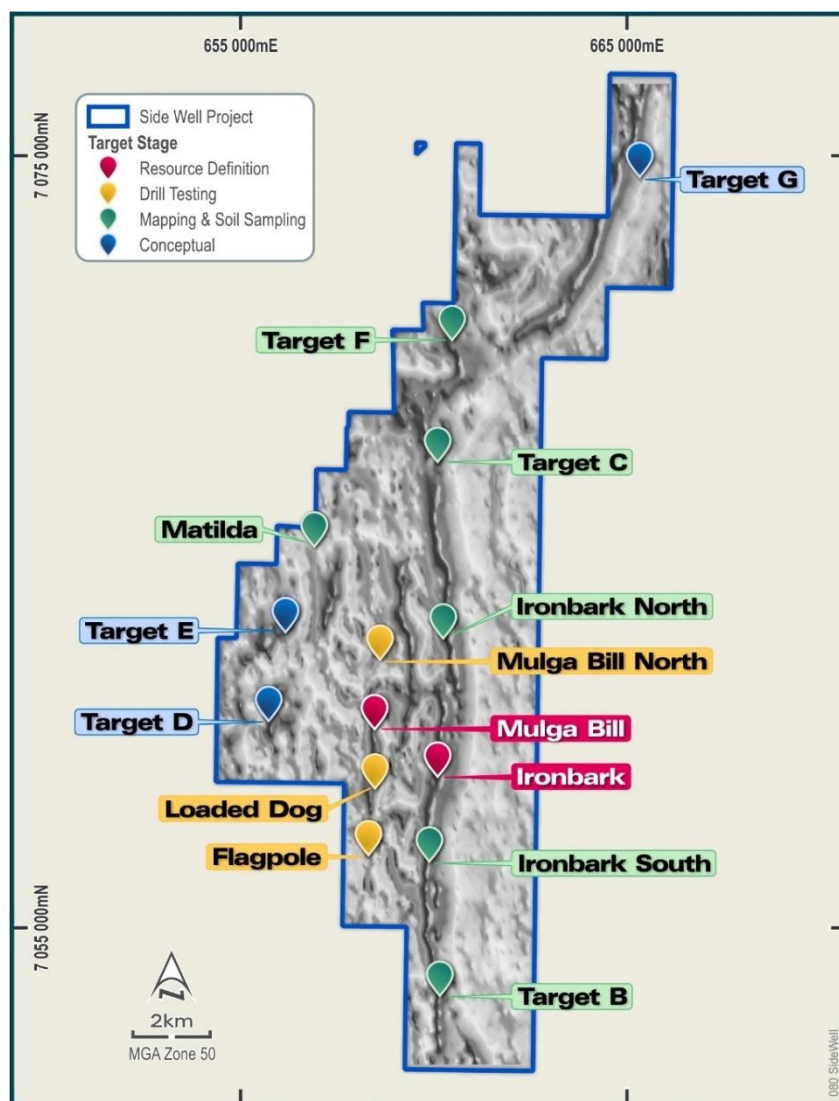 655 000mE
665 000mE
7 075 000mN
Side Well Project
Target Stage
Resource Definition
Drill Testing
Mapping & Soil Sampling
Conceptual
Target G
Target F
Target C
Matilda
Ironbark North
Target E
Mulga Bill North
Target D
Mulga Bill
Ironbark
Loaded Dog
Flagpole
Ironbark South
7 055 000mN
Target B
N
2km
MGA Zone 50
080 SideWell